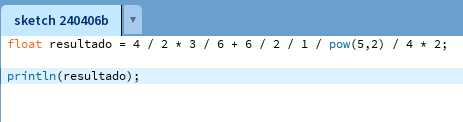 sketch 240406b
float resultado = 4 / 2 * 3 / 6 + 6 / 2 / 1 / pow(5,2) / 4 * 2;
println(resultado);